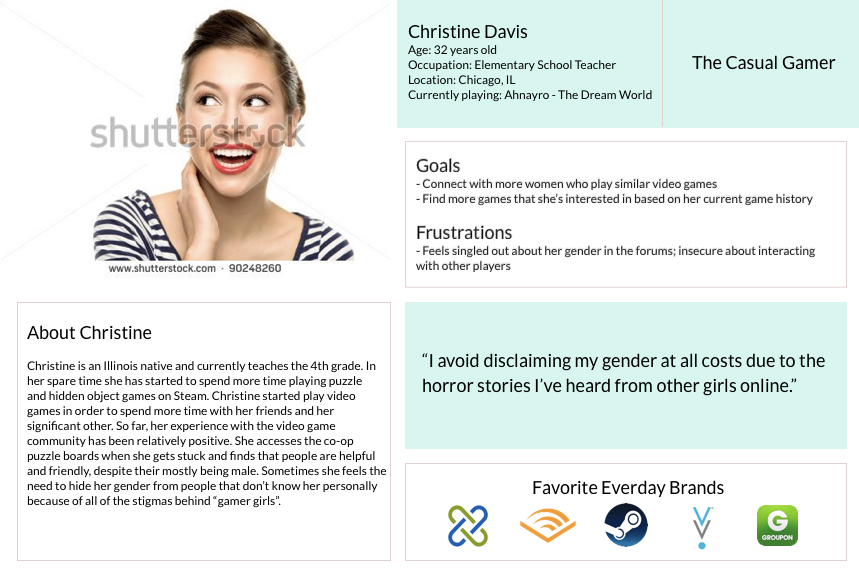 shutterstock
www.shutterstock.com · 90248260
Christine Davis
Age: 32 years old
Occupation: Elementary School Teacher
Location: Chicago, IL
Currently playing: Ahnayro - The Dream World
The Casual Gamer
Goals
- Connect with more women who play similar video games
- Find more games that she's interested in based on her current game history
Frustrations
- Feels singled out about her gender in the forums; insecure about interacting
with other players
About Christine
Christine is an Illinois native and currently teaches the 4th grade. In
her spare time she has started to spend more time playing puzzle
and hidden object games on Steam. Christine started play video
games in order to spend more time with her friends and her
significant other. So far, her experience with the video game
community has been relatively positive. She accesses the co-op
puzzle boards when she gets stuck and finds that people are helpful
and friendly, despite their mostly being male. Sometimes she feels the
need to hide her gender from people that don't know her personally
because of all of the stigmas behind "gamer girls".
"I avoid disclaiming my gender at all costs due to the
horror stories I've heard from other girls online."
Favorite Everday Brands
G
GROUPON